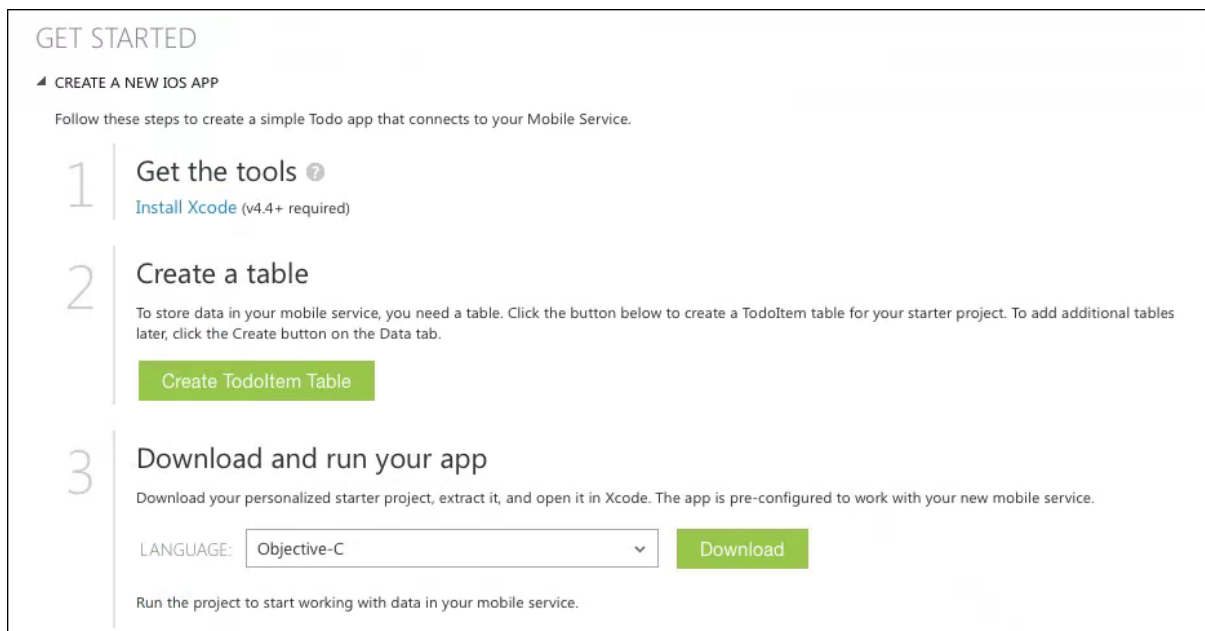 GET STARTED
CREATE A NEW IOS APP
Follow these steps to create a simple Todo app that connects to your Mobile Service.
1
Get the tools ?
Install Xcode (v4.4+ required)
2
Create a table
To store data in your mobile service, you need a table. Click the button below to create a TodoItem table for your starter project. To add additional tables
later, click the Create button on the Data tab.
Create TodoItem Table
3
Download and run your app
Download your personalized starter project, extract it, and open it in Xcode. The app is pre-configured to work with your new mobile service.
LANGUAGE: Objective-C Download
Run the project to start working with data in your mobile service.